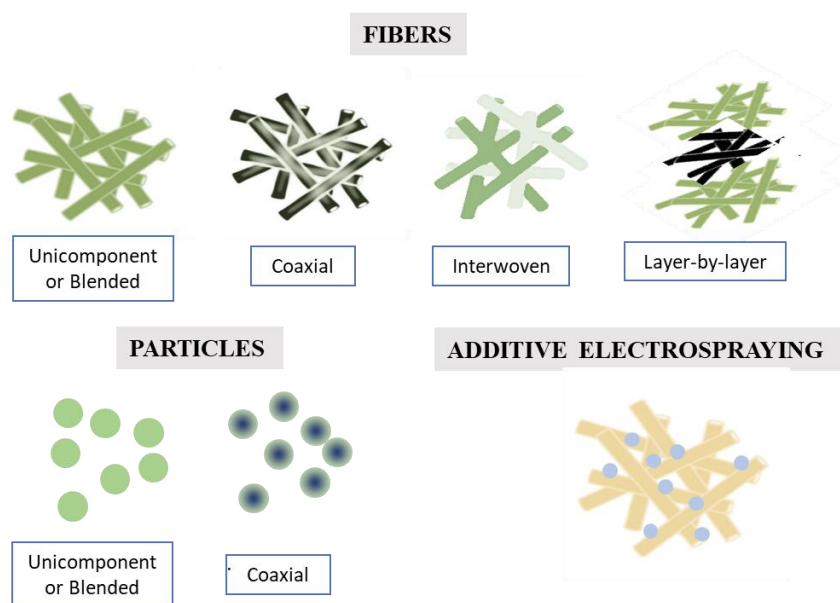 FIBERS
Unicomponent
or Blended
Coaxial
Interwoven
Layer-by-layer
PARTICLES
ADDITIVE ELECTROSPRAYING
Unicomponent
or Blended
Coaxial